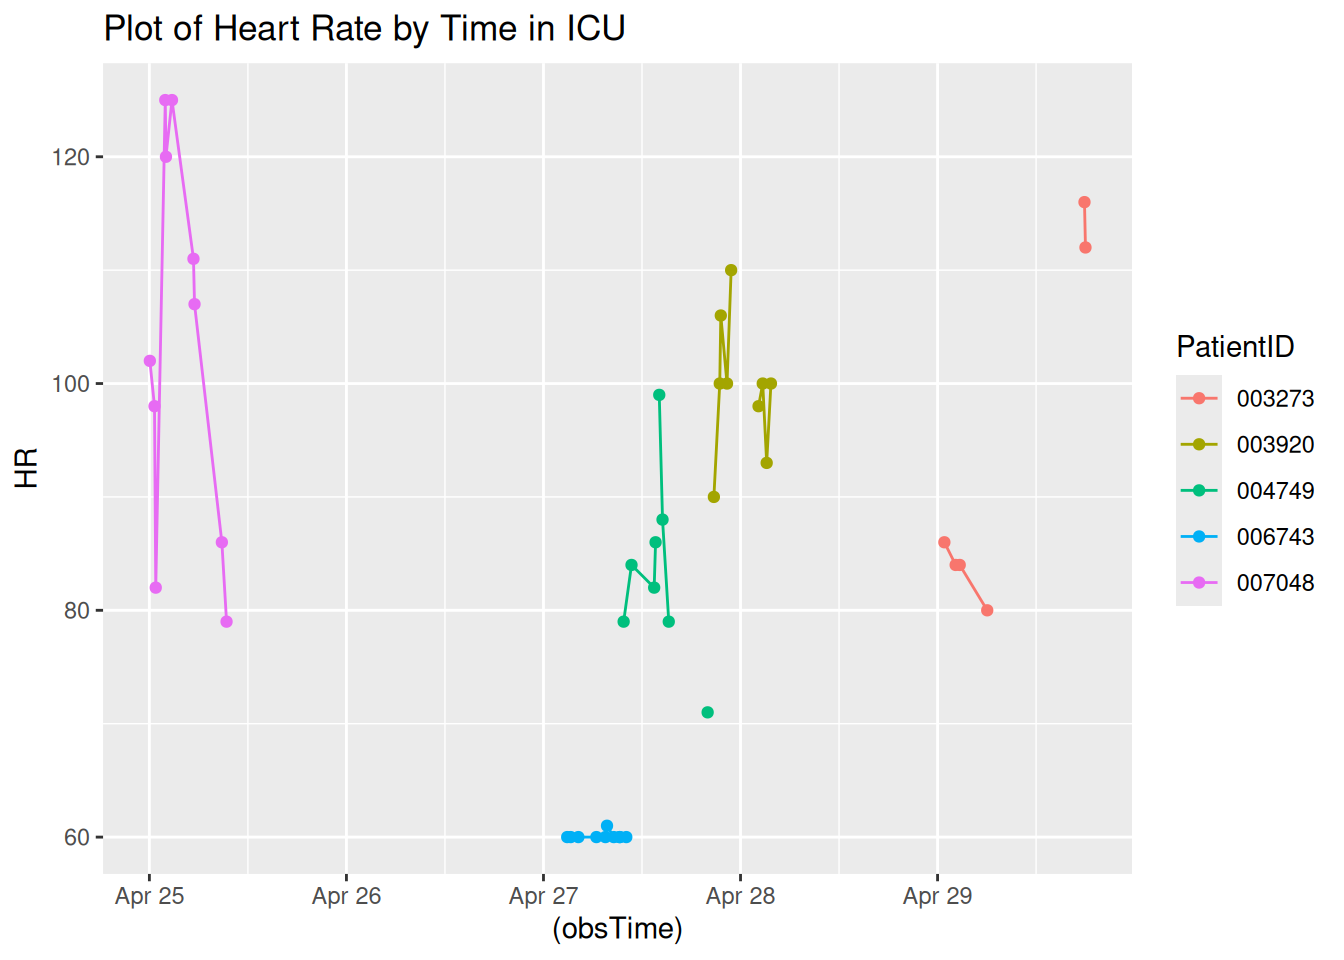 Plot of Heart Rate by Time in ICU
120
100
80
60
HR
Apr 25
Apr 26
Apr 27
Apr 28
Apr 29
(obsTime)
PatientID
003273
003920
004749
006743
007048